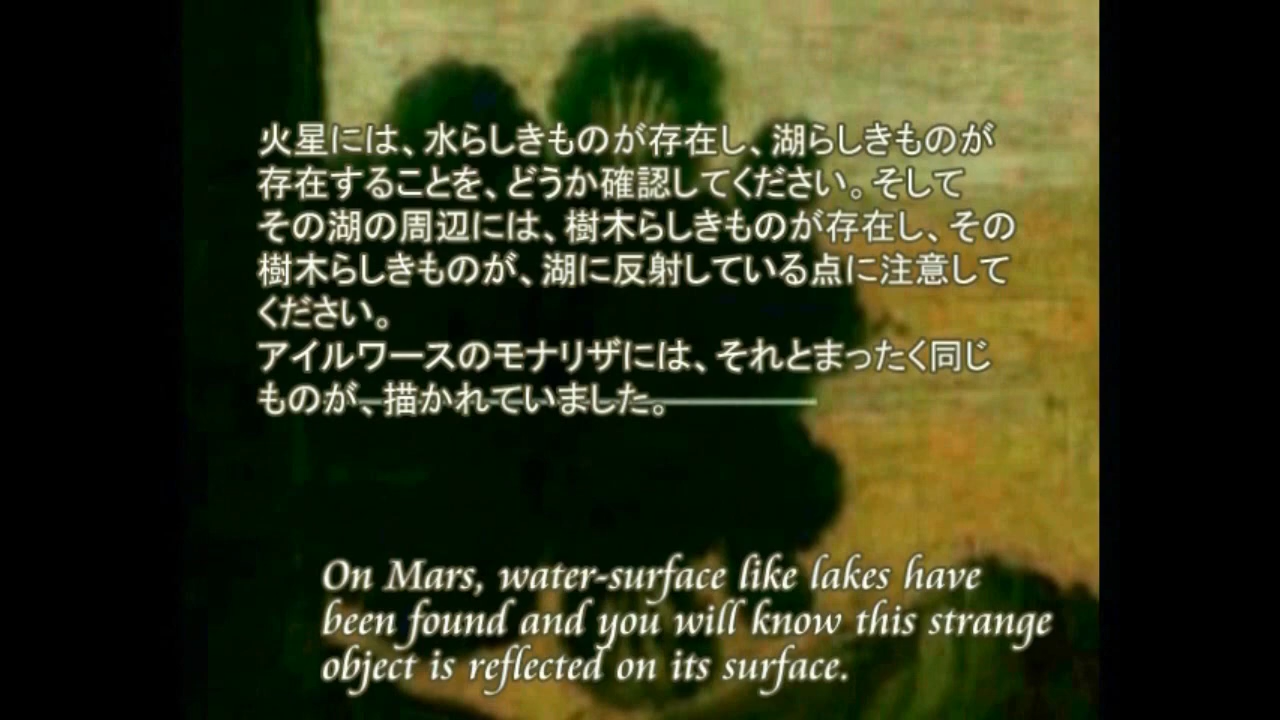 火星には、水らしきものが存在し、湖らしきものが
存在することを、どうか確認してください。そして
その湖の周辺には、樹木らしきものが存在し、その
樹木らしきものが、湖に反射している点に注意して
ください。
アイルワースのモナリザには、それとまったく同じ
ものが、描かれていました。
On Mars, water-surface like lakes have
been found and you will know this strange
object is reflected on its surface.